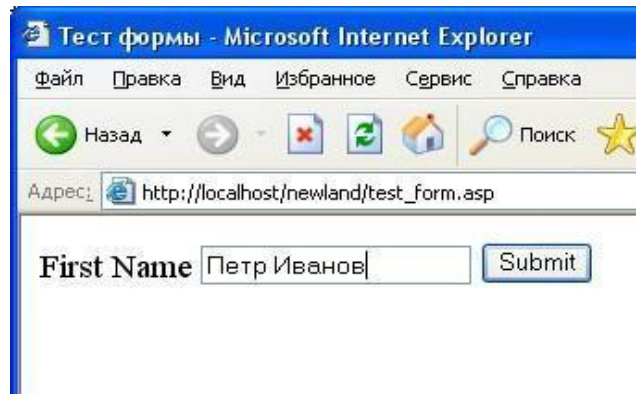 Тест формы - Microsoft Internet Explorer
Файл Правка Вид Избранное Сервис Справка
Назад Поиск
Адрес: http://localhost/newland/test_form.asp
First Name Петр Иванов Submit